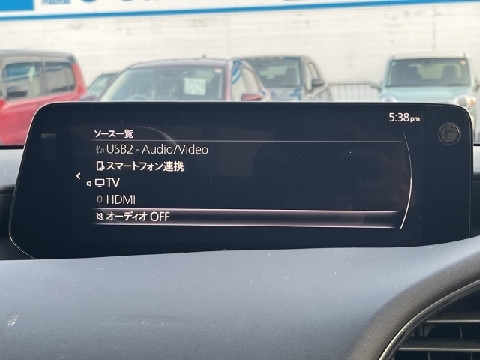 5:38pm
ソース一覧
USB2 - Audio/Video
スマートフォン連携
TV
HDMI
オーディオ OFF